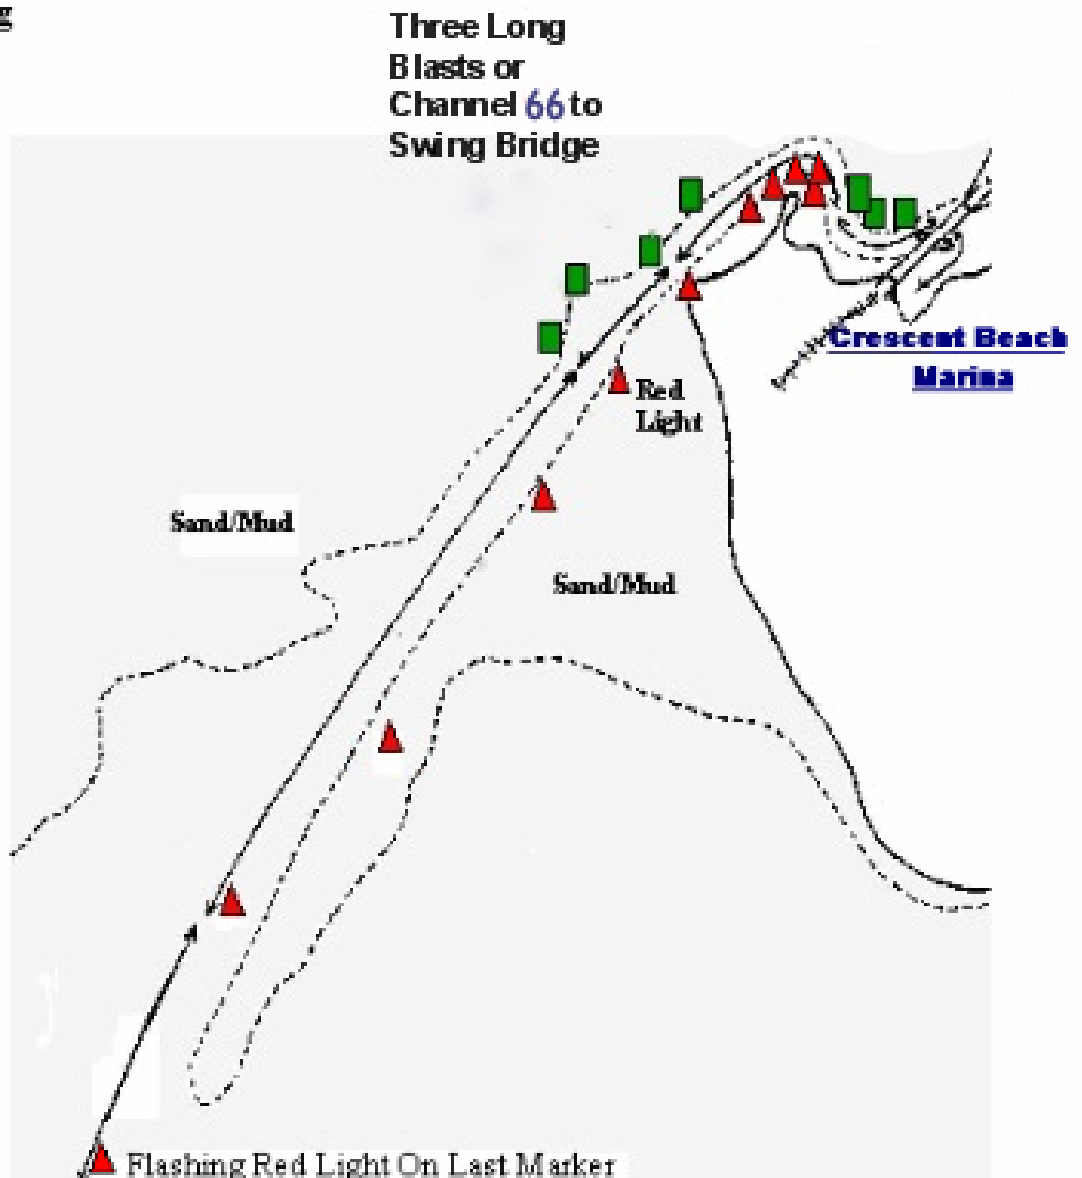 g
Three Long
Blasts or
Channel 66 to
Swing Bridge
Crescent Beach
Marina
Red
Light
Sand/Mud
Sand/Mud
Flashing Red Light On Last Marker